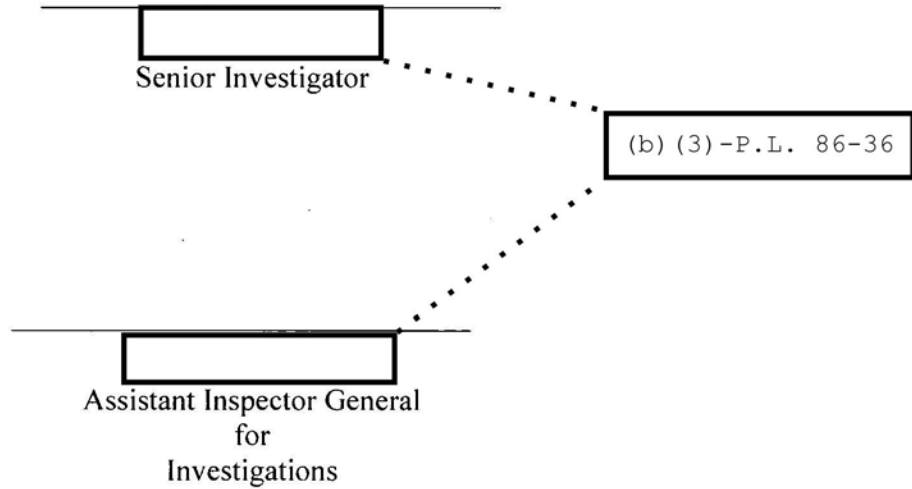 Senior Investigator
(b)(3)-P.L. 86-36
Assistant Inspector General
for
Investigations